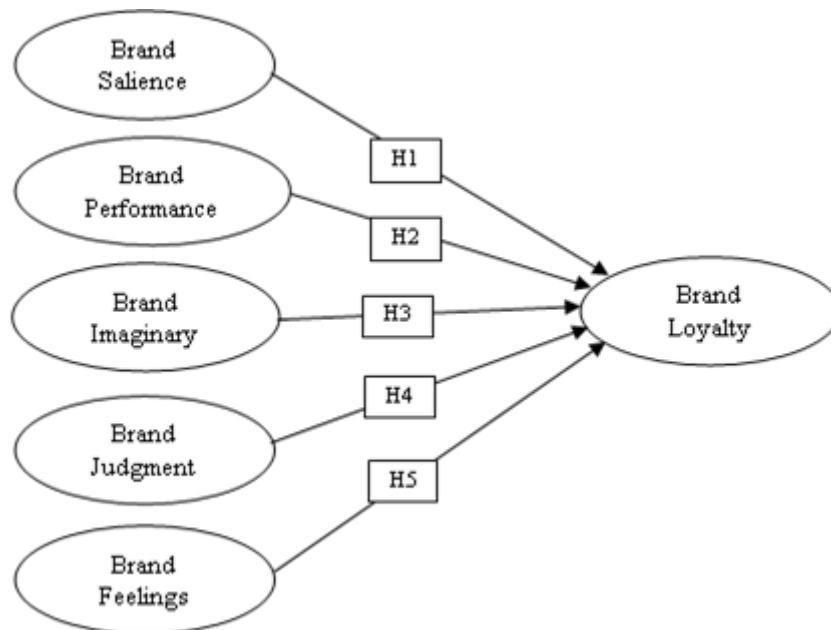 Brand
Salience
H1
Brand
Performance
H2
Brand
Imaginary
H3
Brand
Loyalty
Brand
Judgment
H4
Brand
Feelings
H5